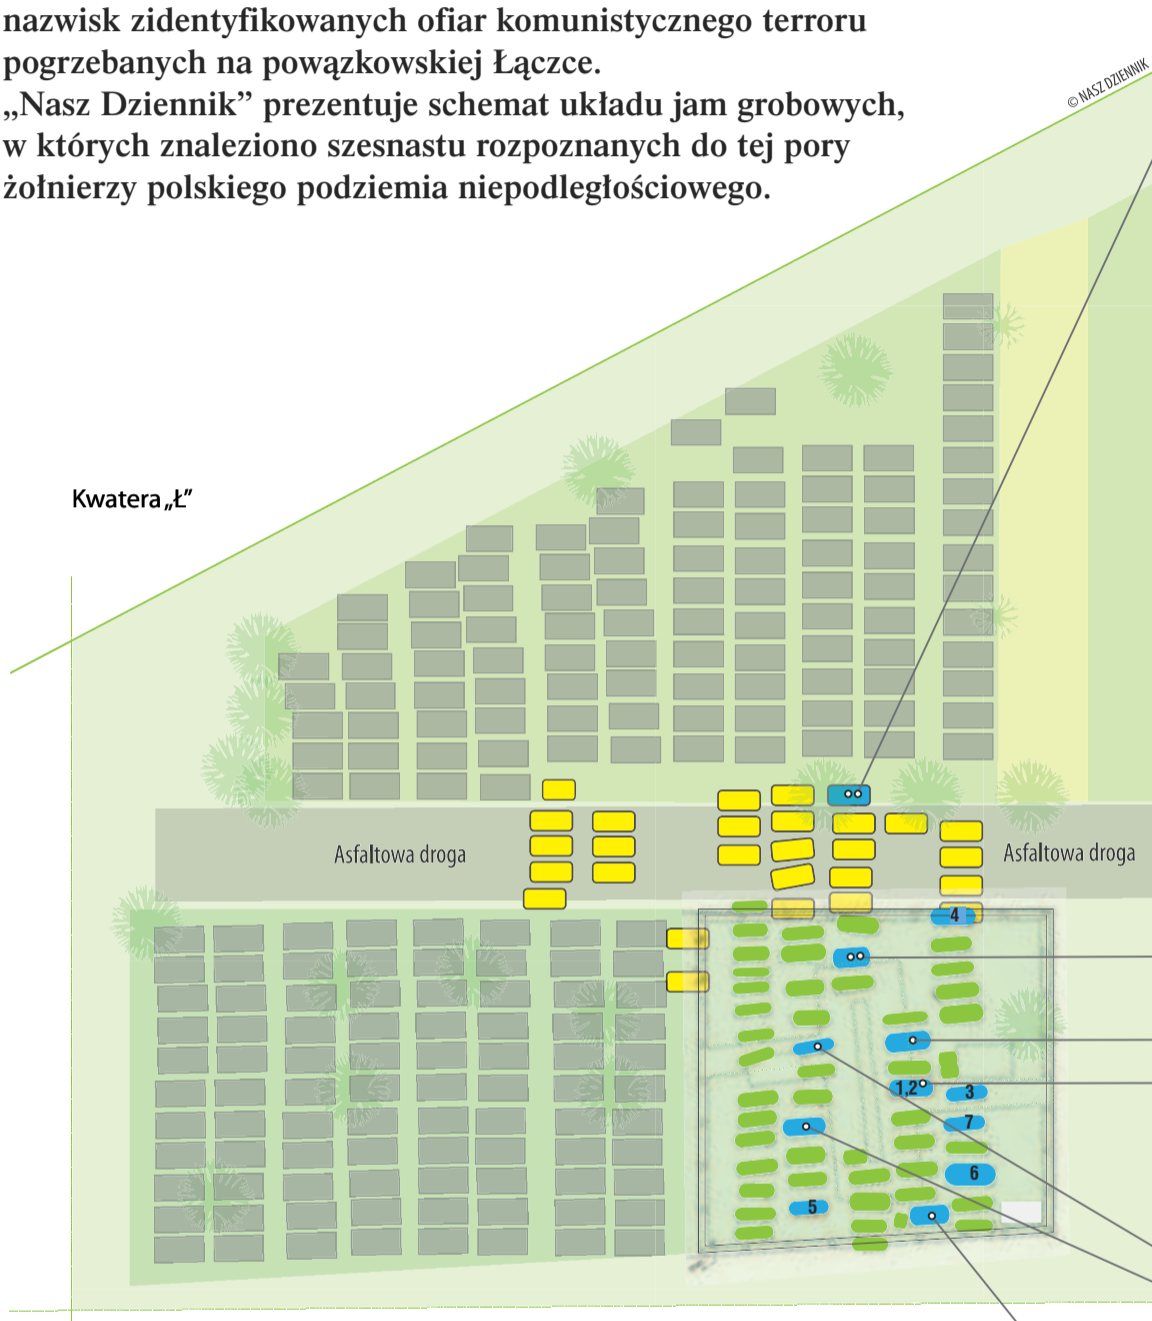 nazwisk zidentyfikowanych ofiar komunistycznego terroru
pogrzebanych na powązkowskiej Łączce.
„Nasz Dziennik” prezentuje schemat układu jam grobowych,
w których znaleziono szesnastu rozpoznanych do tej pory
żołnierzy polskiego podziemia niepodległościowego.
© NASZ DZIENNIK
Kwatera „Ł”
Asfaltowa droga
Asfaltowa droga
4
1,2
3
7
6
5